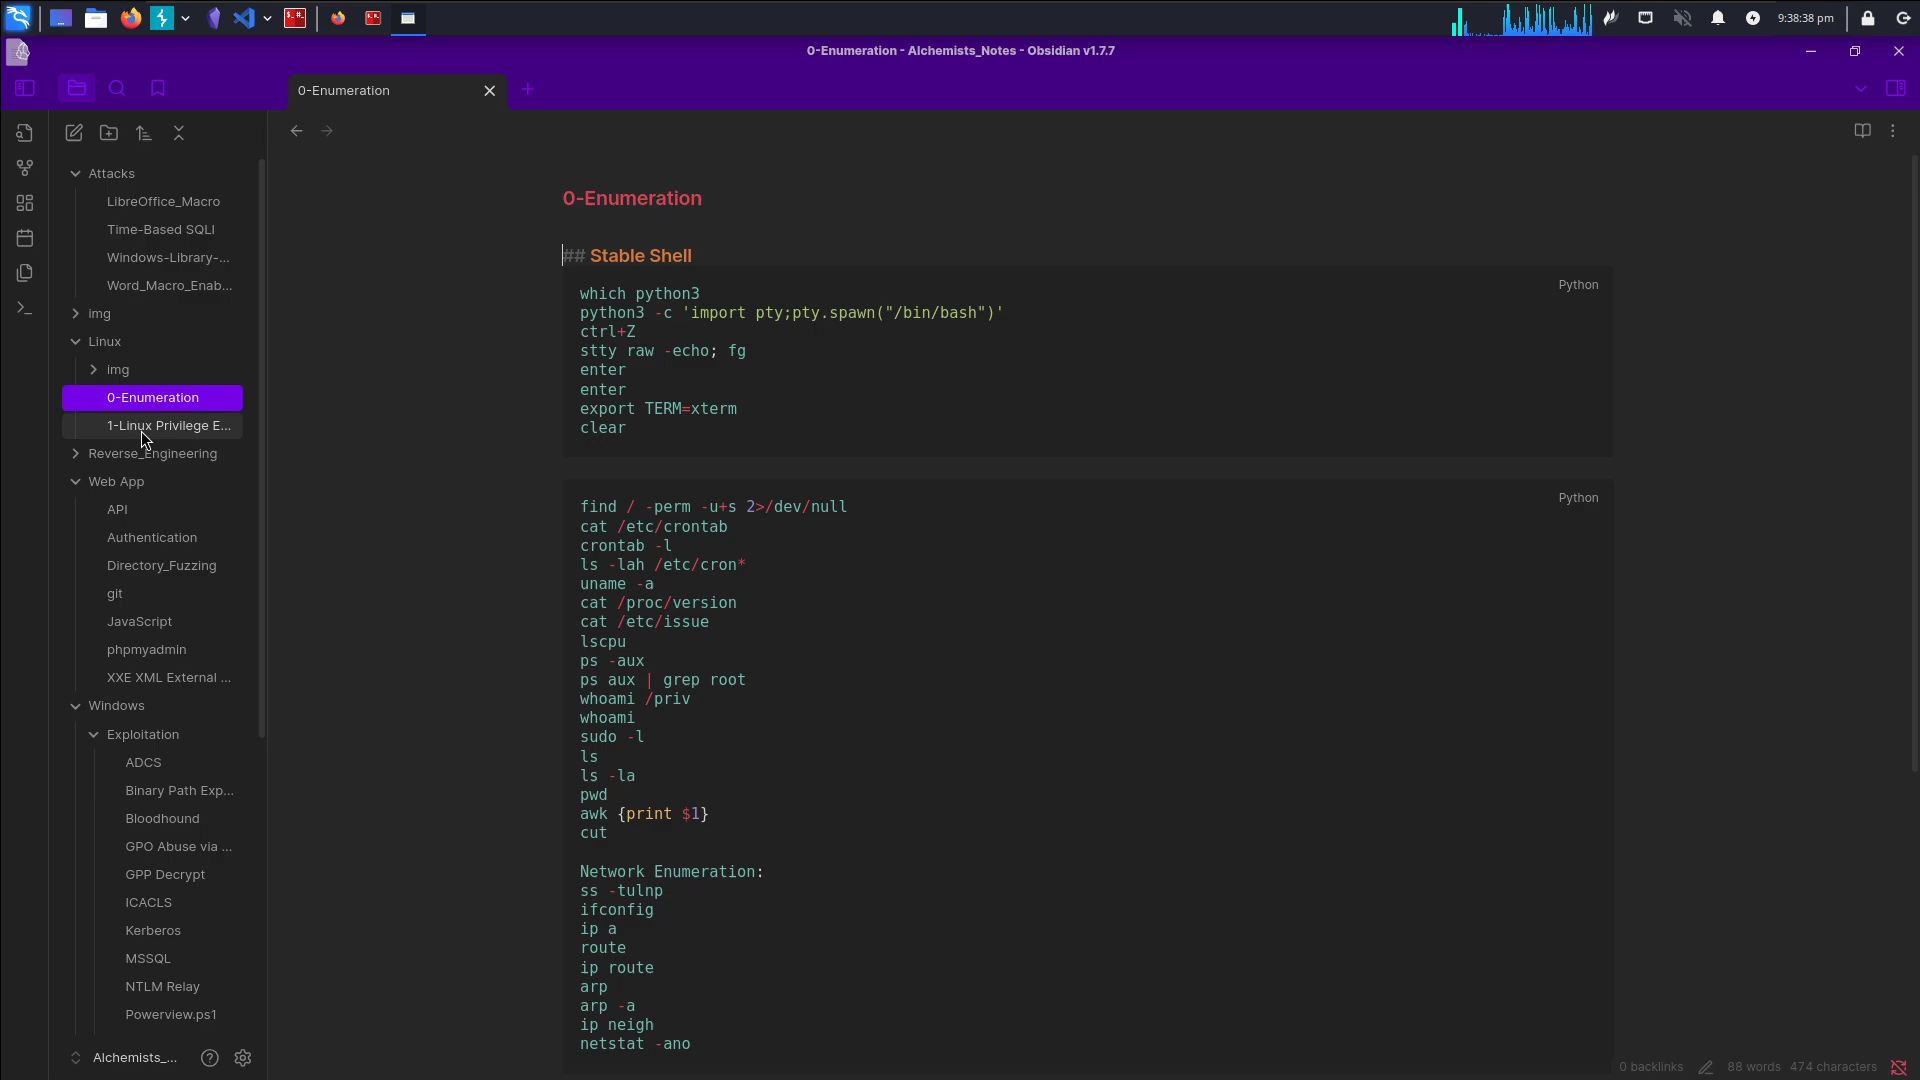 9:38:38 pm
0-Enumeration - Alchemists_Notes - Obsidian v1.7.7
0-Enumeration
Attacks
LibreOffice_Macro
Time-Based SQLI
Windows-Library-...
Word_Macro_Enab...
img
Linux
img
0-Enumeration
1-Linux Privilege E...
Reverse_Engineering
Web App
API
Authentication
Directory_Fuzzing
git
JavaScript
phpmyadmin
XXE XML External ...
Windows
Exploitation
ADCS
Binary Path Exp...
Bloodhound
GPO Abuse via ...
GPP Decrypt
ICACLS
Kerberos
MSSQL
NTLM Relay
Powerview.ps1
Alchemists_...
0-Enumeration
## Stable Shell
Python
which python3
python3 -c 'import pty;pty.spawn("/bin/bash")'
ctrl+Z
stty raw -echo; fg
enter
enter
export TERM=xterm
clear
Python
find / -perm -u+s 2>/dev/null
cat /etc/crontab
crontab -l
ls -lah /etc/cron*
uname -a
cat /proc/version
cat /etc/issue
lscpu
ps -aux
ps aux | grep root
whoami /priv
whoami
sudo -l
ls
ls -la
pwd
awk {print $1}
cut
Network Enumeration:
ss -tulnp
ifconfig
ip a
route
ip route
arp
arp -a
ip neigh
netstat -ano
0 backlinks 88 words 474 characters